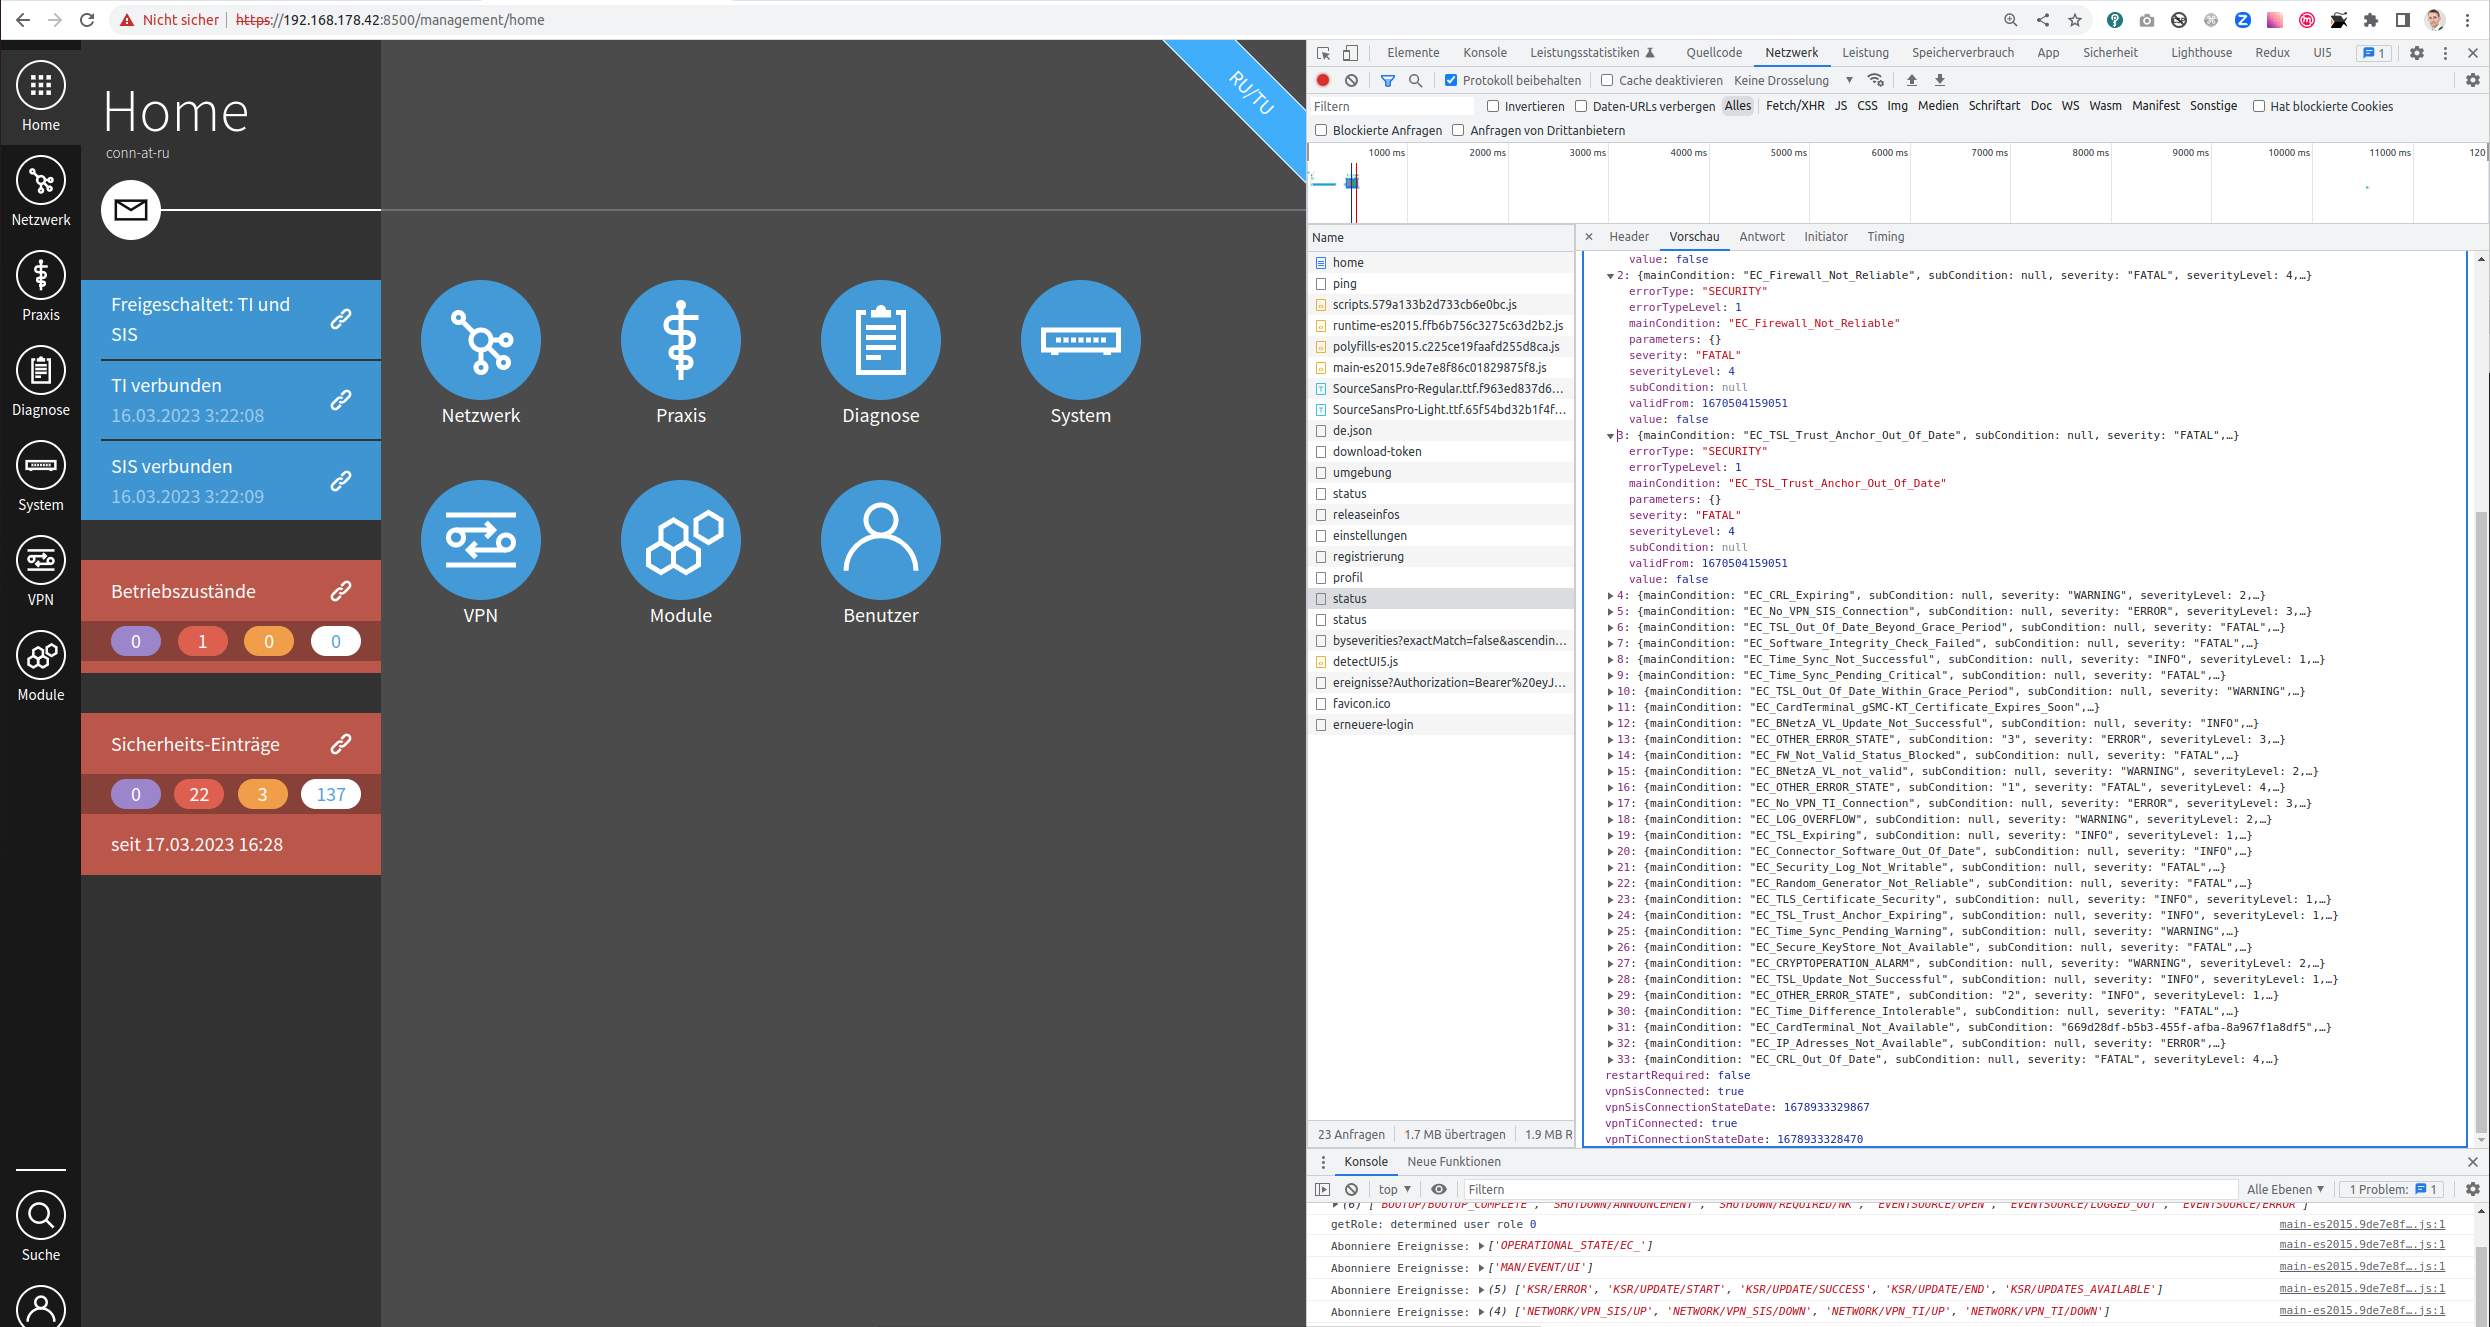 Nicht sicher | https://192.168.178.42:8500/management/home
Home
Netzwerk
Praxis
Diagnose
System
VPN
Module
Suche
Home
conn-at-ru
RU/TU
Freigeschaltet: TI und
SIS
TI verbunden
16.03.2023 3:22:08
SIS verbunden
16.03.2023 3:22:09
Betriebszustände
0 1 0 0
Sicherheits-Einträge
0 22 3 137
seit 17.03.2023 16:28
Netzwerk Praxis Diagnose System
VPN Module Benutzer
Elemente Konsole Leistungsstatistiken Quellcode Netzwerk Leistung Speicherverbrauch App Sicherheit Lighthouse Redux UI5 1
Protokoll beibehalten Cache deaktivieren Keine Drosselung
Filtern Invertieren Daten-URLs verbergen Alles Fetch/XHR JS CSS Img Medien Schriftart Doc WS Wasm Manifest Sonstige Hat blockierte Cookies
Blockierte Anfragen Anfragen von Drittanbietern
1000 ms 2000 ms 3000 ms 4000 ms 5000 ms 6000 ms 7000 ms 8000 ms 9000 ms 10000 ms 11000 ms 120
Name
home
ping
scripts.579a133b2d733cb6e0bc.js
runtime-es2015.ffb6b756c3275c63d2b2.js
polyfills-es2015.c225ce19faafd255d8ca.js
main-es2015.9de7e8f86c01829875f8.js
SourceSansPro-Regular.ttf.f963ed837d6…
SourceSansPro-Light.ttf.65f54bd32b1f4f…
de.json
download-token
umgebung
status
releaseinfos
einstellungen
registrierung
profil
status
status
byseverities?exactMatch=false&ascendin…
detectUI5.js
ereignisse?Authorization=Bearer%20eyJ…
favicon.ico
erneuere-login
23 Anfragen 1.7 MB übertragen 1.9 MB R
Header Vorschau Antwort Initiator Timing
value: false
2: {mainCondition: "EC_Firewall_Not_Reliable", subCondition: null, severity: "FATAL", severityLevel: 4,…}
errorType: "SECURITY"
errorTypeLevel: 1
mainCondition: "EC_Firewall_Not_Reliable"
parameters: {}
severity: "FATAL"
severityLevel: 4
subCondition: null
validFrom: 1670504159051
value: false
3: {mainCondition: "EC_TSL_Trust_Anchor_Out_Of_Date", subCondition: null, severity: "FATAL",…}
errorType: "SECURITY"
errorTypeLevel: 1
mainCondition: "EC_TSL_Trust_Anchor_Out_Of_Date"
parameters: {}
severity: "FATAL"
severityLevel: 4
subCondition: null
validFrom: 1670504159051
value: false
4: {mainCondition: "EC_CRL_Expiring", subCondition: null, severity: "WARNING", severityLevel: 2,…}
5: {mainCondition: "EC_No_VPN_SIS_Connection", subCondition: null, severity: "ERROR", severityLevel: 3,…}
6: {mainCondition: "EC_TSL_Out_Of_Date_Beyond_Grace_Period", subCondition: null, severity: "FATAL",…}
7: {mainCondition: "EC_Software_Integrity_Check_Failed", subCondition: null, severity: "FATAL",…}
8: {mainCondition: "EC_Time_Sync_Not_Successful", subCondition: null, severity: "INFO", severityLevel: 1,…}
9: {mainCondition: "EC_Time_Sync_Pending_Critical", subCondition: null, severity: "FATAL",…}
10: {mainCondition: "EC_TSL_Out_Of_Date_Within_Grace_Period", subCondition: null, severity: "WARNING",…}
11: {mainCondition: "EC_CardTerminal_gSMC-KT_Certificate_Expires_Soon",…}
12: {mainCondition: "EC_BNetzA_VL_Update_Not_Successful", subCondition: null, severity: "INFO",…}
13: {mainCondition: "EC_OTHER_ERROR_STATE", subCondition: "3", severity: "ERROR", severityLevel: 3,…}
14: {mainCondition: "EC_FW_Not_Valid_Status_Blocked", subCondition: null, severity: "FATAL",…}
15: {mainCondition: "EC_BNetzA_VL_not_valid", subCondition: null, severity: "WARNING", severityLevel: 2,…}
16: {mainCondition: "EC_OTHER_ERROR_STATE", subCondition: "1", severity: "FATAL", severityLevel: 4,…}
17: {mainCondition: "EC_No_VPN_TI_Connection", subCondition: null, severity: "ERROR", severityLevel: 3,…}
18: {mainCondition: "EC_LOG_OVERFLOW", subCondition: null, severity: "WARNING", severityLevel: 2,…}
19: {mainCondition: "EC_TSL_Expiring", subCondition: null, severity: "INFO", severityLevel: 1,…}
20: {mainCondition: "EC_Connector_Software_Out_Of_Date", subCondition: null, severity: "INFO",…}
21: {mainCondition: "EC_Security_Log_Not_Writable", subCondition: null, severity: "FATAL",…}
22: {mainCondition: "EC_Random_Generator_Not_Reliable", subCondition: null, severity: "FATAL",…}
23: {mainCondition: "EC_TLS_Certificate_Security", subCondition: null, severity: "INFO", severityLevel: 1,…}
24: {mainCondition: "EC_TSL_Trust_Anchor_Expiring", subCondition: null, severity: "INFO", severityLevel: 1,…}
25: {mainCondition: "EC_Time_Sync_Pending_Warning", subCondition: null, severity: "WARNING",…}
26: {mainCondition: "EC_Secure_KeyStore_Not_Available", subCondition: null, severity: "FATAL",…}
27: {mainCondition: "EC_CRYPTOPERATION_ALARM", subCondition: null, severity: "WARNING", severityLevel: 2,…}
28: {mainCondition: "EC_TSL_Update_Not_Successful", subCondition: null, severity: "INFO", severityLevel: 1,…}
29: {mainCondition: "EC_OTHER_ERROR_STATE", subCondition: "2", severity: "INFO", severityLevel: 1,…}
30: {mainCondition: "EC_Time_Difference_Intolerable", subCondition: null, severity: "FATAL",…}
31: {mainCondition: "EC_CardTerminal_Not_Available", subCondition: "669d28df-b5b3-455f-afba-8a967f1a8df5",…}
32: {mainCondition: "EC_IP_Adresses_Not_Available", subCondition: null, severity: "ERROR",…}
33: {mainCondition: "EC_CRL_Out_Of_Date", subCondition: null, severity: "FATAL", severityLevel: 4,…}
restartRequired: false
vpnSisConnected: true
vpnSisConnectionStateDate: 1678933329867
vpnTiConnected: true
vpnTiConnectionStateDate: 1678933328470
Konsole Neue Funktionen
top Filtern Alle Ebenen 1 Problem: 1
(6) ['BOOTUP/BOOTUP_COMPLETE', 'SHUTDOWN/ANNOUNCEMENT', 'SHUTDOWN/REQUIRED/NK', 'EVENTSOURCE/OPEN', 'EVENTSOURCE/LOGGED_OUT', 'EVENTSOURCE/ERROR']
getRole: determined user role 0 main-es2015.9de7e8f….js:1
Abonniere Ereignisse: ['OPERATIONAL_STATE/EC_'] main-es2015.9de7e8f….js:1
Abonniere Ereignisse: ['MAN/EVENT/UI'] main-es2015.9de7e8f….js:1
Abonniere Ereignisse: (5) ['KSR/ERROR', 'KSR/UPDATE/START', 'KSR/UPDATE/SUCCESS', 'KSR/UPDATE/END', 'KSR/UPDATES_AVAILABLE'] main-es2015.9de7e8f….js:1
Abonniere Ereignisse: (4) ['NETWORK/VPN_SIS/UP', 'NETWORK/VPN_SIS/DOWN', 'NETWORK/VPN_TI/UP', 'NETWORK/VPN_TI/DOWN'] main-es2015.9de7e8f….js:1